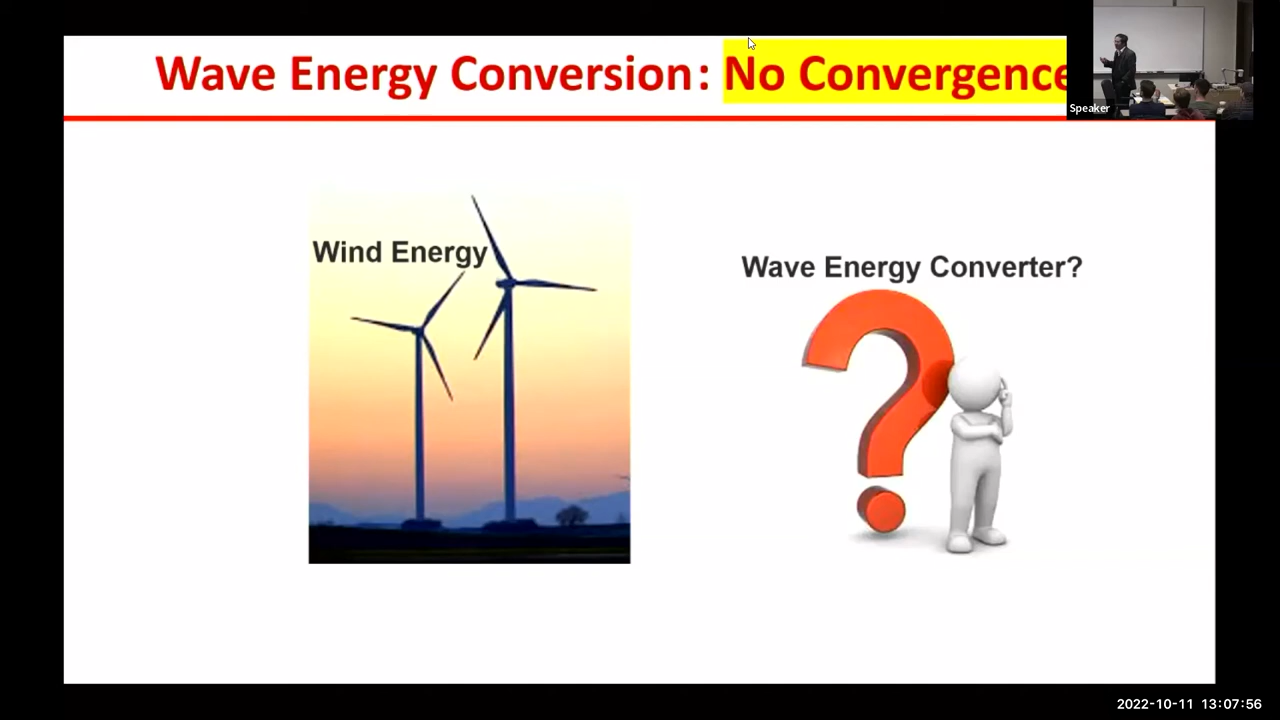 Wave Energy Conversion: No Convergence
Speaker
Wind Energy
Wave Energy Converter?
2022-10-11 13:07:56